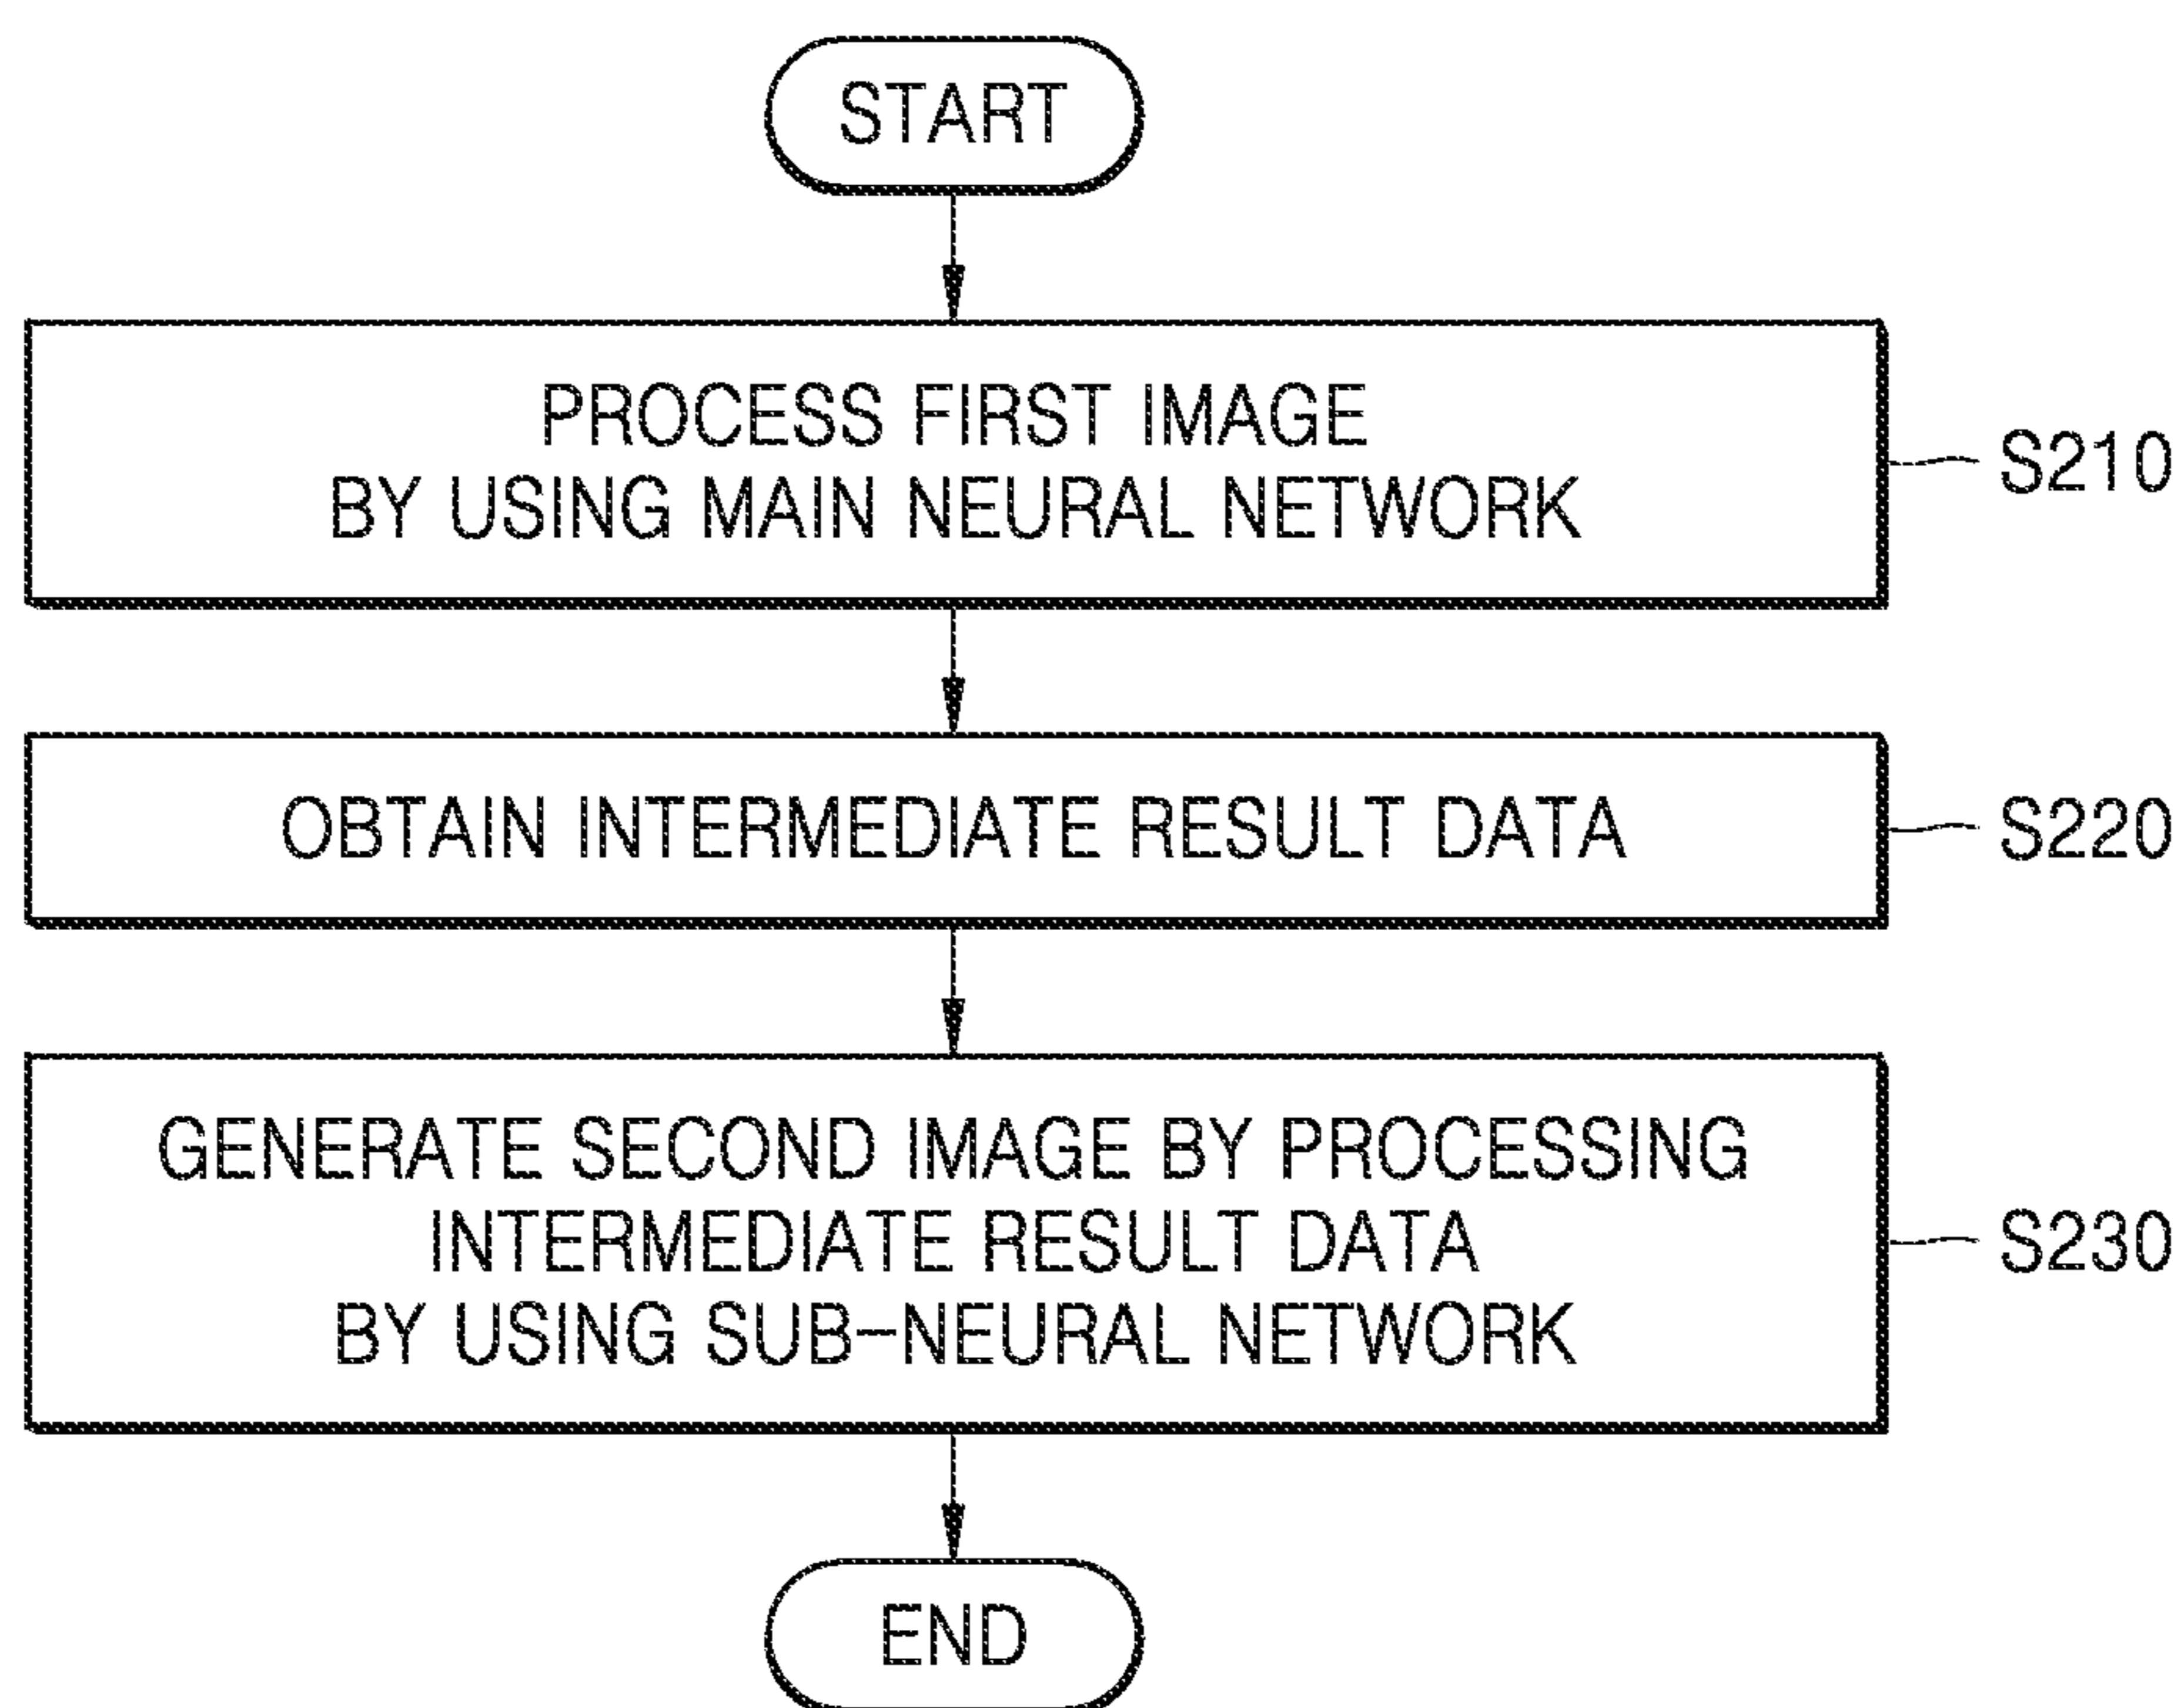 START
PROCESS FIRST IMAGE
BY USING MAIN NEURAL NETWORK
S210
OBTAIN INTERMEDIATE RESULT DATA
S220
GENERATE SECOND IMAGE BY PROCESSING
INTERMEDIATE RESULT DATA
BY USING SUB-NEURAL NETWORK
S230
END